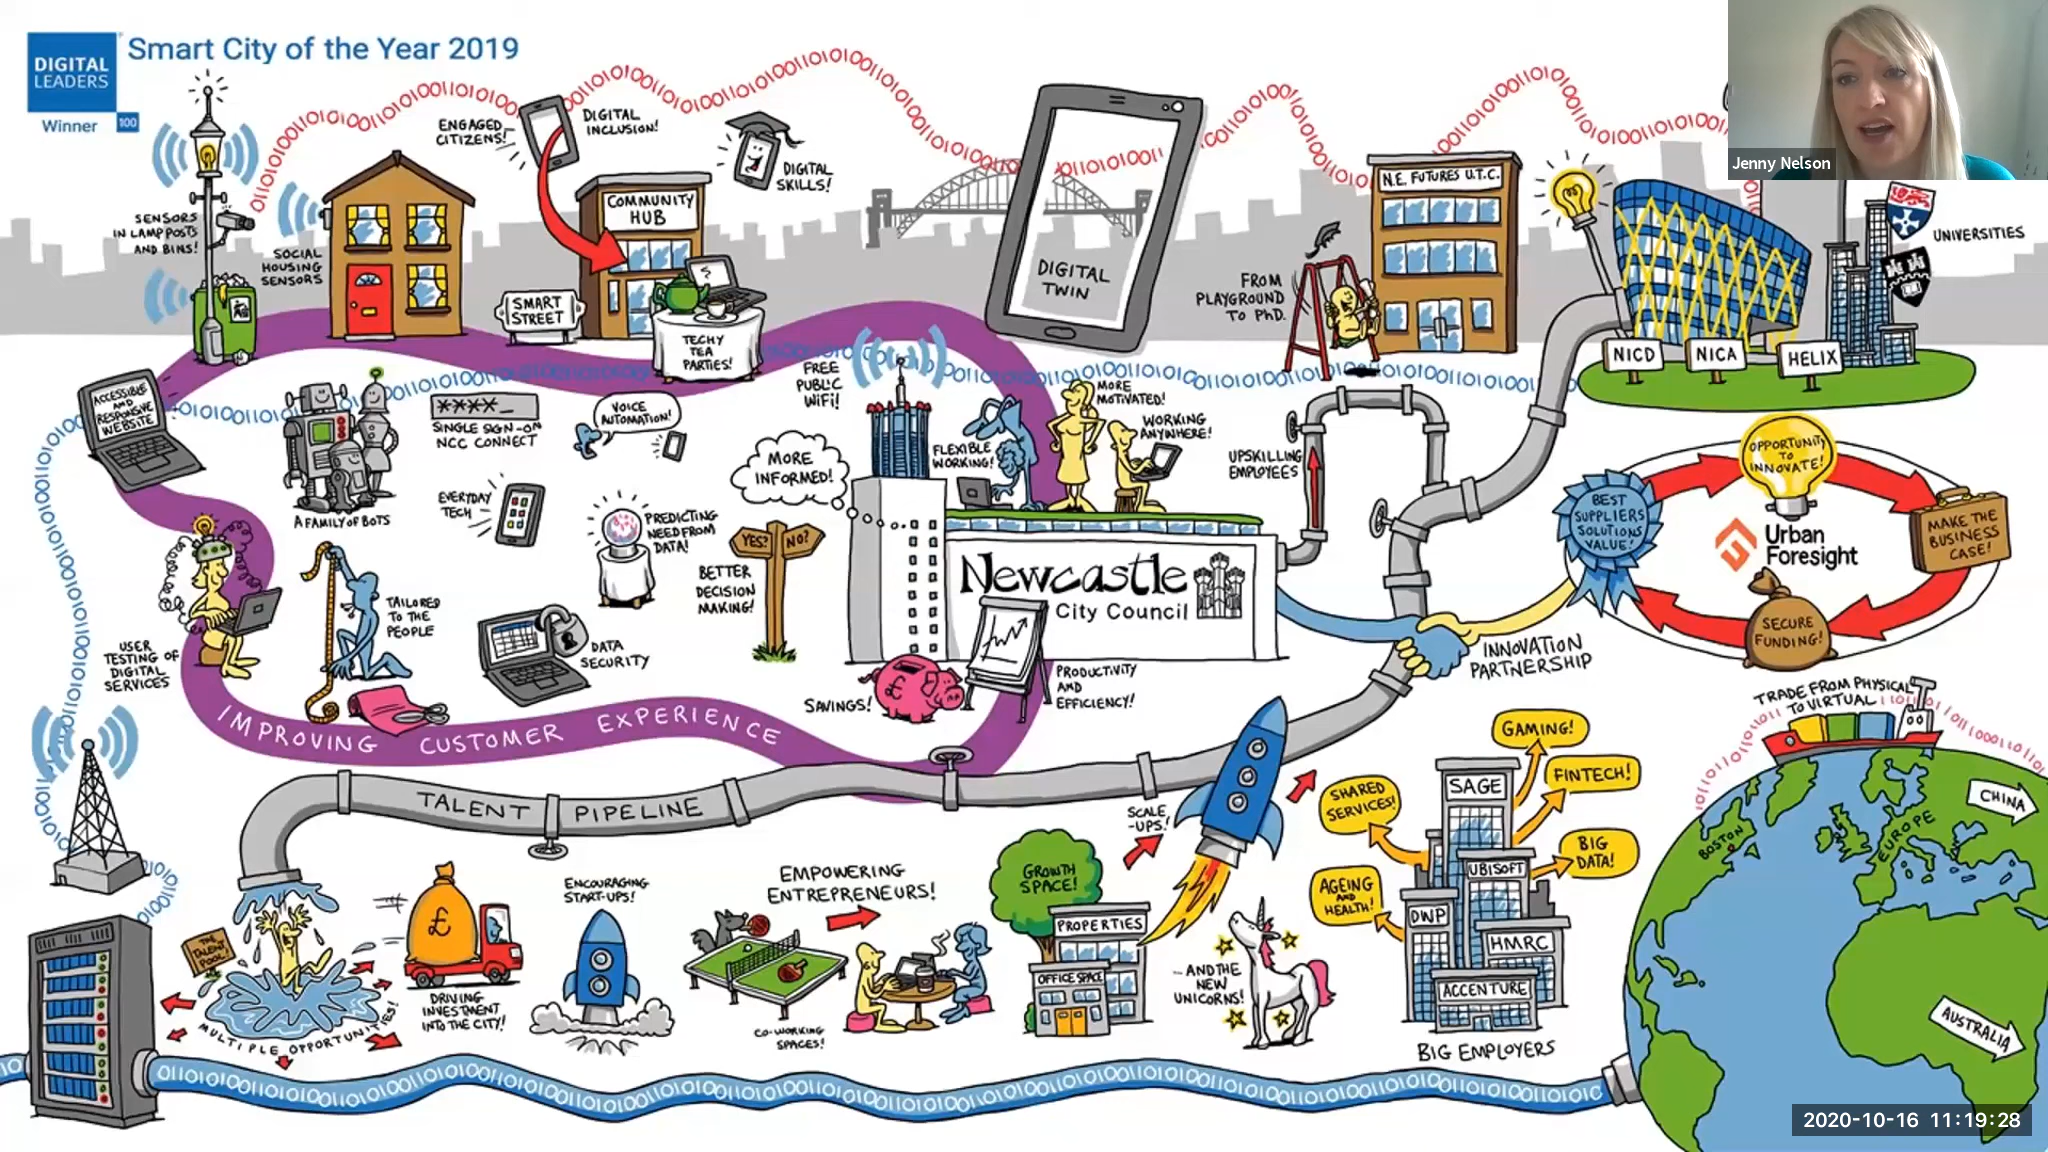 DIGITAL
LEADERS
Winner
100
Smart City of the Year 2019
Jenny Nelson
SENSORS
IN LAMP POSTS
AND BINS!
SOCIAL
HOUSING
SENSORS
ENGAGED
CITIZENS!
DIGITAL
INCLUSION!
COMMUNITY
HUB
DIGITAL
SKILLS!
SMART
STREET
TECHY
TEA
PARTIES!
DIGITAL
TWIN
FROM
PLAYGROUND
TO PhD.
N.E. FUTURES U.T.C.
UNIVERSITIES
NICD
NICA
HELIX
ACCESSIBLE
AND
RESPONSIVE
WEBSITE
A FAMILY OF BOTS
****_
SINGLE SIGN-ON
NCC CONNECT
VOICE
AUTOMATION!
FREE
PUBLIC
WiFi!
FLEXIBLE
WORKING!
MORE
MOTIVATED!
WORKING
ANYWHERE!
UPSKILLING
EMPLOYEES
MORE
INFORMED!
EVERYDAY
TECH
PREDICTING
NEED FROM
DATA!
YES?
NO?
BETTER
DECISION
MAKING!
Newcastle
City Council
USER
TESTING OF
DIGITAL
SERVICES
TAILORED
TO THE
PEOPLE
DATA
SECURITY
SAVINGS!
£
PRODUCTIVITY
AND
EFFICIENCY!
IMPROVING CUSTOMER EXPERIENCE
INNOVATION
PARTNERSHIP
BEST
SUPPLIERS
SOLUTIONS
VALUE!
OPPORTUNITY
TO
INNOVATE!
MAKE THE
BUSINESS
CASE!
SECURE
FUNDING!
Urban
Foresight
TALENT PIPELINE
THE
TALENT
POOL!
MULTIPLE OPPORTUNITIES!
£
DRIVING
INVESTMENT
INTO THE CITY!
ENCOURAGING
START-UPS!
EMPOWERING
ENTREPRENEURS!
CO-WORKING
SPACES!
GROWTH
SPACE!
PROPERTIES
OFFICE SPACE
SCALE
-UPS!
...AND THE
NEW
UNICORNS!
GAMING!
FINTECH!
SHARED
SERVICES!
BIG
DATA!
AGEING
AND
HEALTH!
SAGE
UBISOFT
DWP
HMRC
ACCENTURE
BIG EMPLOYERS
TRADE FROM PHYSICAL
TO VIRTUAL
BOSTON
EUROPE
CHINA
AUSTRALIA
2020-10-16 11:19:28